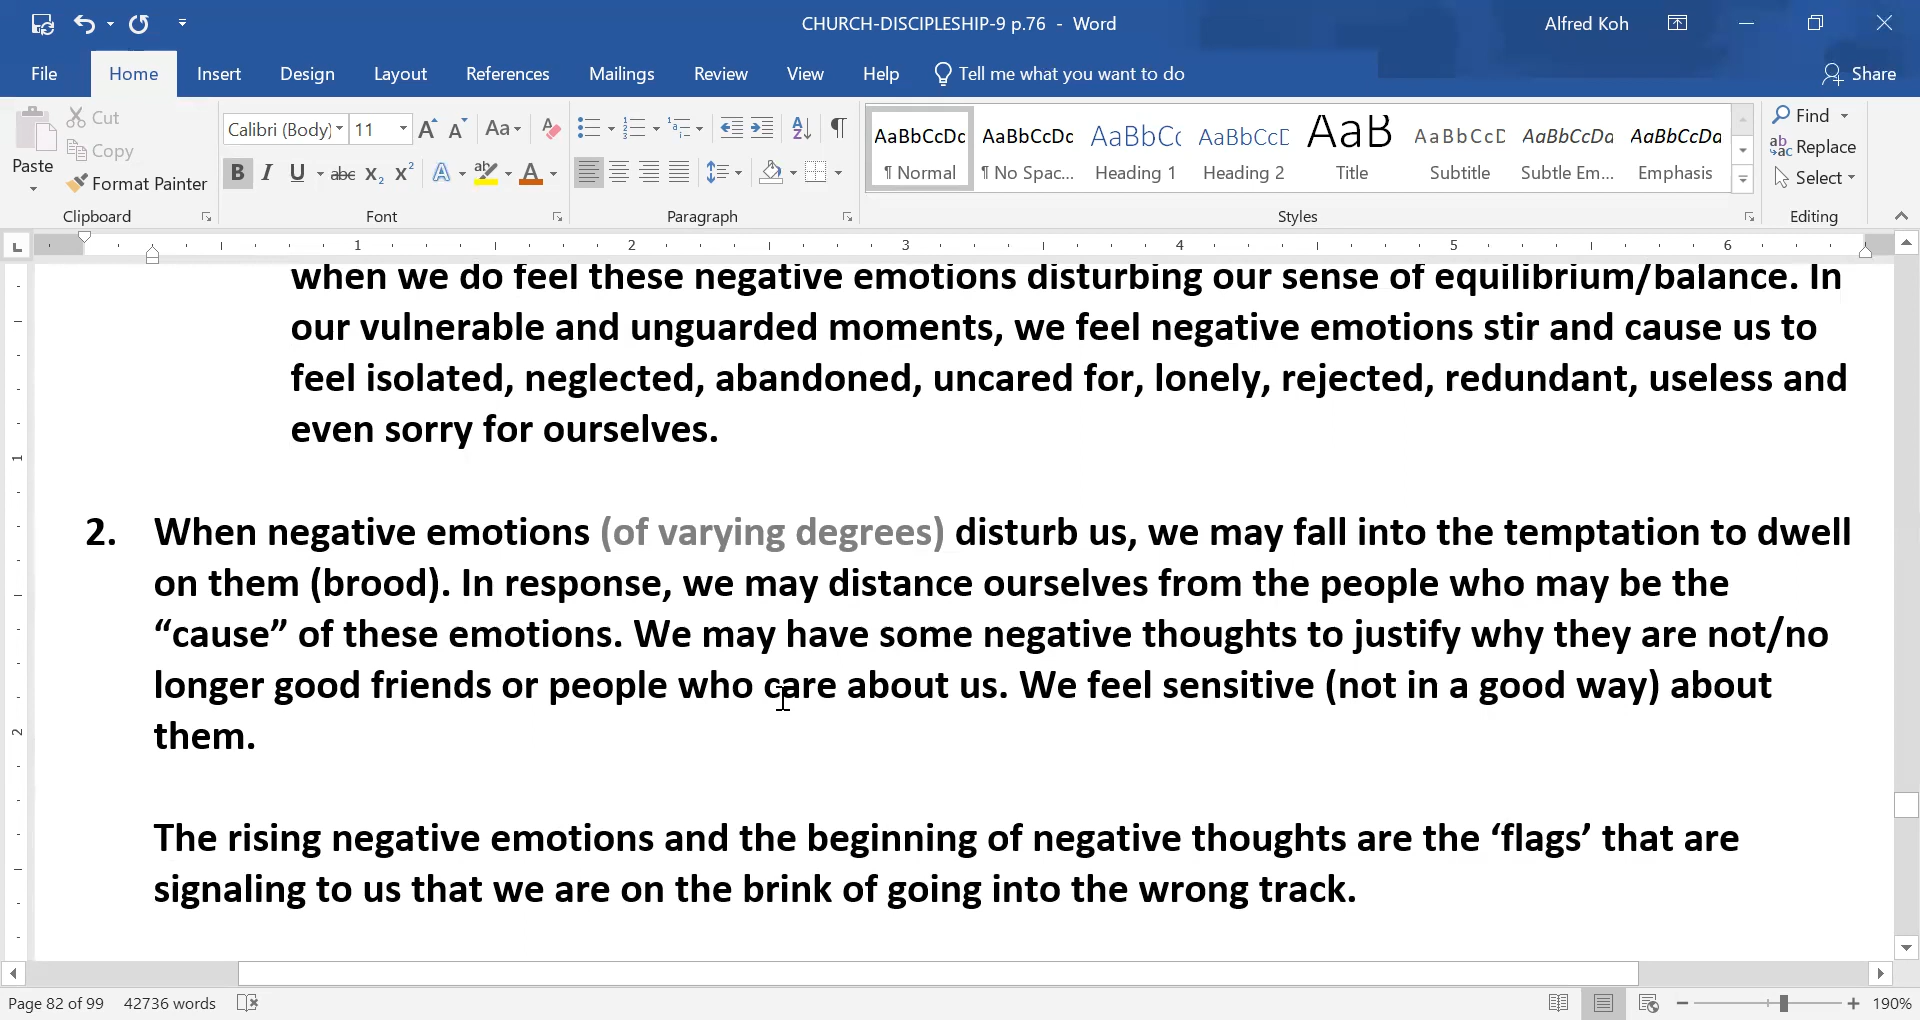 CHURCH-DISCIPLESHIP-9 p.76 - Word
Alfred Koh
File Home Insert Design Layout References Mailings Review View Help Tell me what you want to do Share
Paste
Cut
Copy
Format Painter
Clipboard
Calibri (Body) 11
Font
Paragraph
AaBbCcDc AaBbCcDc AaBbCc AaBbCcD AaB AaBbCcD AaBbCcDa AaBbCcDa
¶ Normal ¶ No Spac... Heading 1 Heading 2 Title Subtitle Subtle Em... Emphasis
Styles
Find
Replace
Select
Editing
1 2 3 4 5 6
when we do feel these negative emotions disturbing our sense of equilibrium/balance. In
our vulnerable and unguarded moments, we feel negative emotions stir and cause us to
feel isolated, neglected, abandoned, uncared for, lonely, rejected, redundant, useless and
even sorry for ourselves.
2. When negative emotions (of varying degrees) disturb us, we may fall into the temptation to dwell
on them (brood). In response, we may distance ourselves from the people who may be the
“cause” of these emotions. We may have some negative thoughts to justify why they are not/no
longer good friends or people who care about us. We feel sensitive (not in a good way) about
them.
The rising negative emotions and the beginning of negative thoughts are the ‘flags’ that are
signaling to us that we are on the brink of going into the wrong track.
Page 82 of 99 42736 words
190%